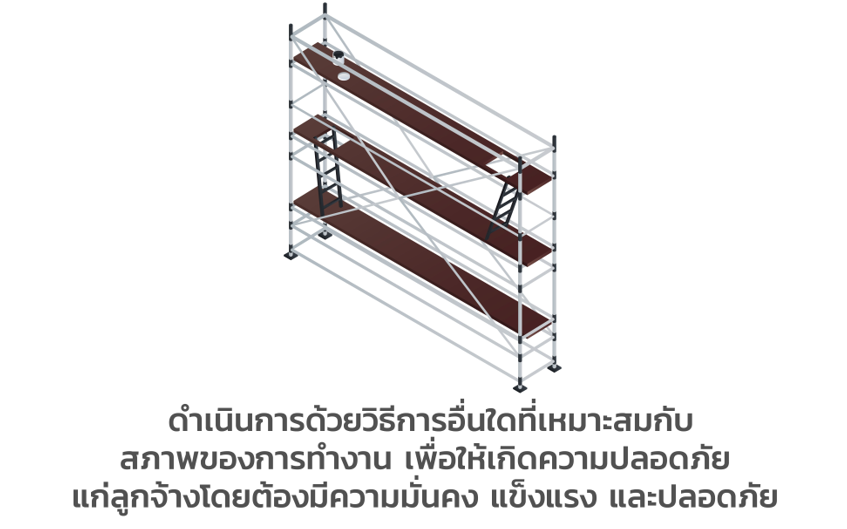 ดำเนินการด้วยวิธีการอื่นใดที่เหมาะสมกับ
สภาพของการทำงาน เพื่อให้เกิดความปลอดภัย
แก่ลูกจ้างโดยต้องมีความมั่นคง แข็งแรง และปลอดภัย